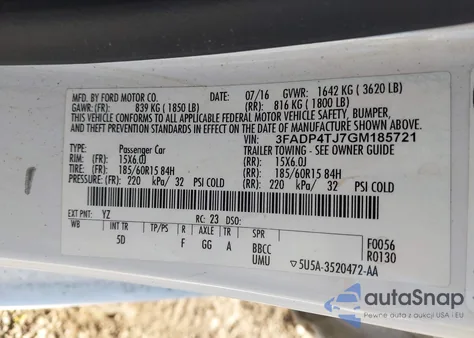 MFD. BY FORD MOTOR CO.
DATE: 07/16 GVWR: 1642 KG ( 3620 LB)
GAWR: (FR) 839 KG ( 1850 LB) (RR): 816 KG ( 1800 LB)
THIS VEHICLE CONFORMS TO ALL APPLICABLE FEDERAL MOTOR VEHICLE SAFETY, BUMPER,
AND THEFT PREVENTION STANDARDS IN EFFECT ON THE DATE OF MANUFACTURE SHOWN ABOVE.
VIN: 3FADP4TJ7GM185721
TYPE: Passenger Car TRAILER TOWING - SEE OWNER GUIDE
RIM: (FR) 15X6.0J (RR): 15X6.0J
TIRE: (FR) 185/60R15 84H (RR): 185/60R15 84H
PRESSURE: (FR) 220 kPa/ 32 PSI COLD (RR): 220 kPa/ 32 PSI COLD
EXT PNT: YZ RC: 23 DSO:
WB INT TR TP/PS R AXLE TR SPR F0056
5D F GG A BBCC R0130
UMU ▽5U5A-3520472-AA
autoSnap
Pewne auto z USA i EU